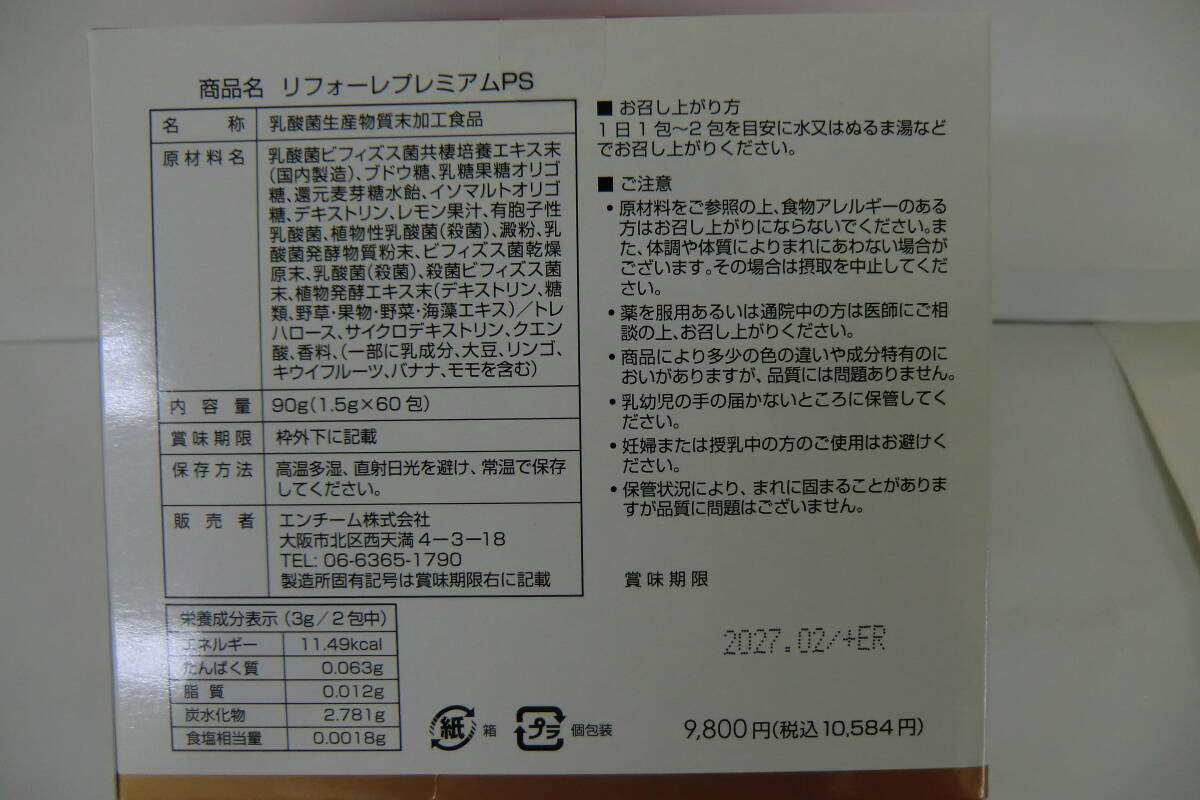 商品名 リフォーレプレミアムPS
名称 乳酸菌生産物質末加工食品
原材料名 乳酸菌ビフィズス菌共棲培養エキス末
(国内製造)、ブドウ糖、乳糖果糖オリゴ
糖、還元麦芽糖水飴、イソマルトオリゴ
糖、デキストリン、レモン果汁、有胞子性
乳酸菌、植物性乳酸菌(殺菌)、澱粉、乳
酸菌発酵物質粉末、ビフィズス菌乾燥
原末、乳酸菌(殺菌)、殺菌ビフィズス菌
末、植物発酵エキス末(デキストリン、糖
類、野草・果物・野菜・海藻エキス)/トレ
ハロース、サイクロデキストリン、クエン
酸、香料、(一部に乳成分、大豆、リンゴ、
キウイフルーツ、バナナ、モモを含む)
内容量 90g(1.5g×60包)
賞味期限 枠外下に記載
保存方法 高温多湿、直射日光を避け、常温で保存
してください。
販売者 エンチーム株式会社
大阪市北区西天満4-3-18
TEL: 06-6365-1790
製造所固有記号は賞味期限右に記載
栄養成分表示(3g/2包中)
エネルギー 11.49kcal
たんぱく質 0.063g
脂質 0.012g
炭水化物 2.781g
食塩相当量 0.0018g
■ お召し上がり方
1日1包~2包を目安に水又はぬるま湯など
でお召し上がりください。
■ ご注意
•原材料をご参照の上、食物アレルギーのある
方はお召し上がりにならないでください。ま
た、体調や体質によりまれにあわない場合が
ございます。その場合は摂取を中止してくだ
さい。
•薬を服用あるいは通院中の方は医師にご相
談の上、お召し上がりください。
•商品により多少の色の違いや成分特有のに
おいがありますが、品質には問題ありません。
•乳幼児の手の届かないところに保管してく
ださい。
•妊婦または授乳中の方のご使用はお避けく
ださい。
•保管状況により、まれに固まることがありま
すが品質に問題はございません。
賞味期限
2027.02/+ER
紙 箱 プラ 個包装
9,800円(税込10,584円)